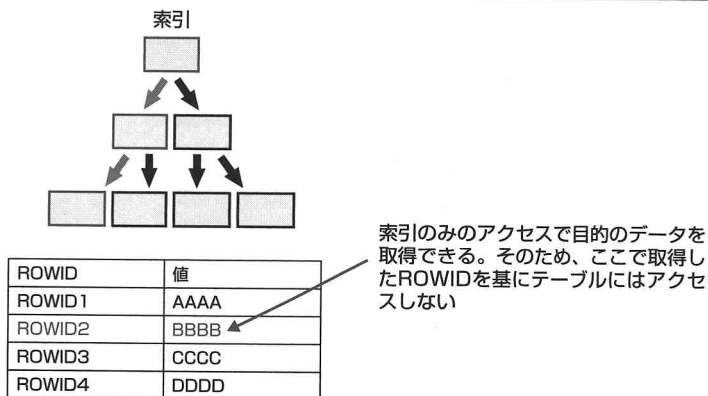 索引
索引のみのアクセスで目的のデータを
取得できる。そのため、ここで取得し
たROWIDを基にテーブルにはアクセ
スしない
ROWID 値
ROWID1 AAAA
ROWID2 BBBB
ROWID3 CCCC
ROWID4 DDDD